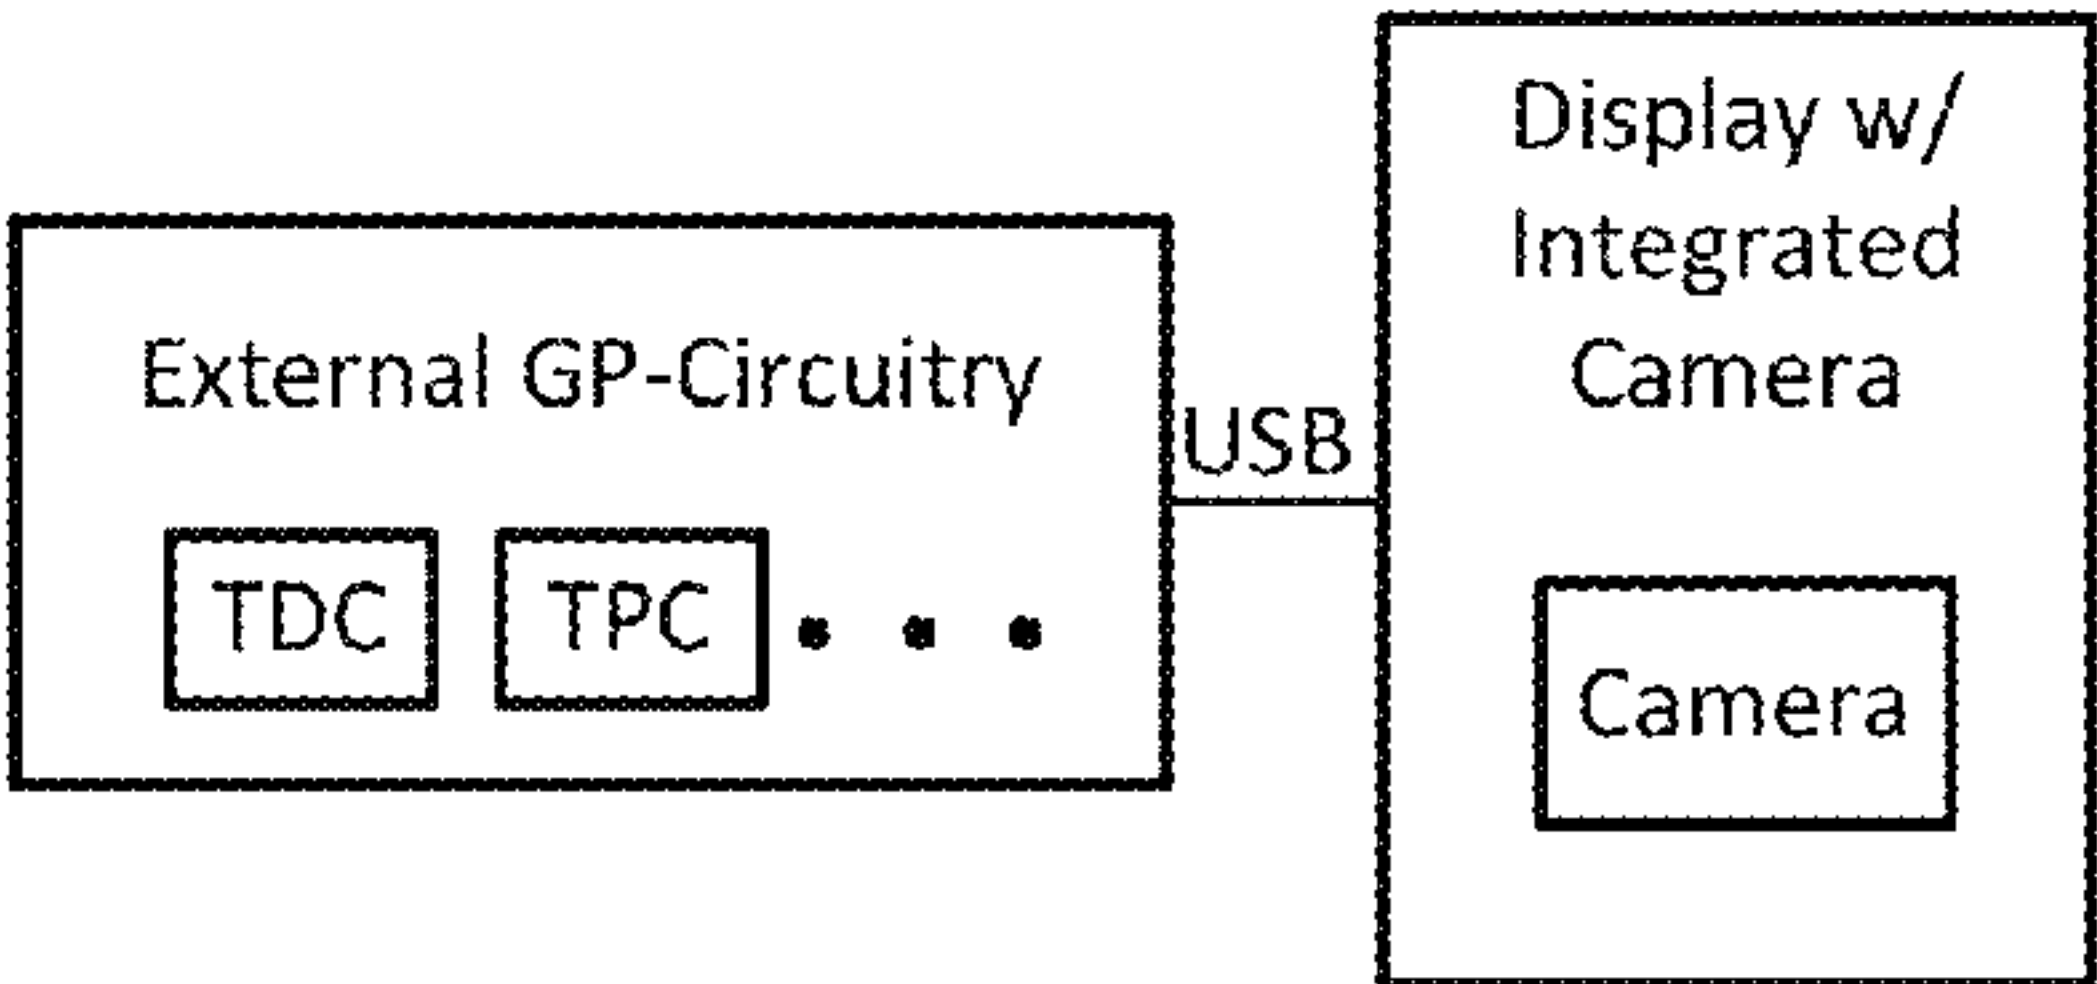 External GP-Circuitry
TDC
TPC
USB
Display w/
Integrated
Camera
Camera